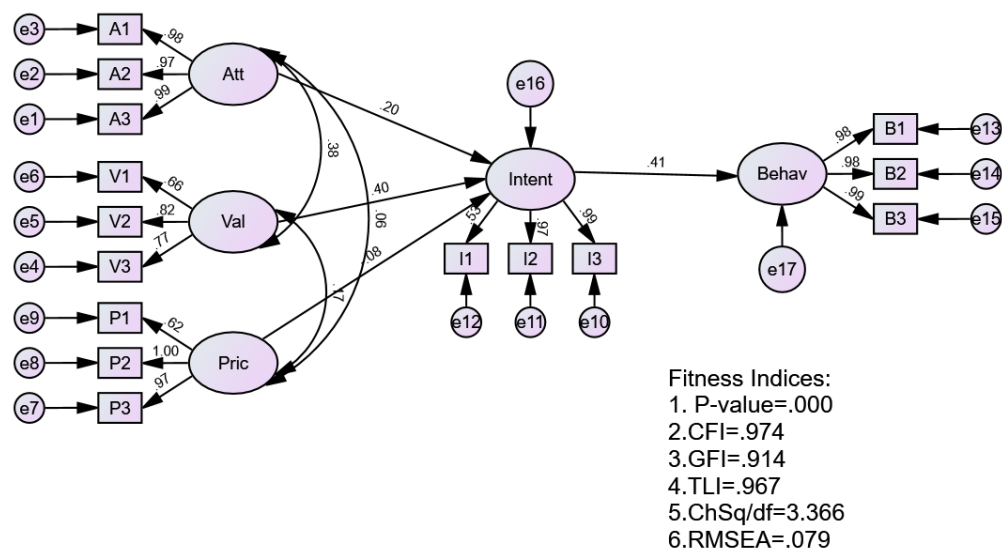 e3 A1 .98
e2 A2 .97 Att
e1 A3 .99
e16
.20
.38
e6 V1 .66
e5 V2 .82 Val
e4 V3 .77
.40
.06
.08
.17
e9 P1 .62
e8 P2 1.00 Pric
e7 P3 .97
Intent .41 Behav
.53 .97 .99
I1 I2 I3
e12 e11 e10
.98 B1 e13
.98 B2 e14
.99 B3 e15
e17
Fitness Indices:
1. P-value=.000
2.CFI=.974
3.GFI=.914
4.TLI=.967
5.ChSq/df=3.366
6.RMSEA=.079